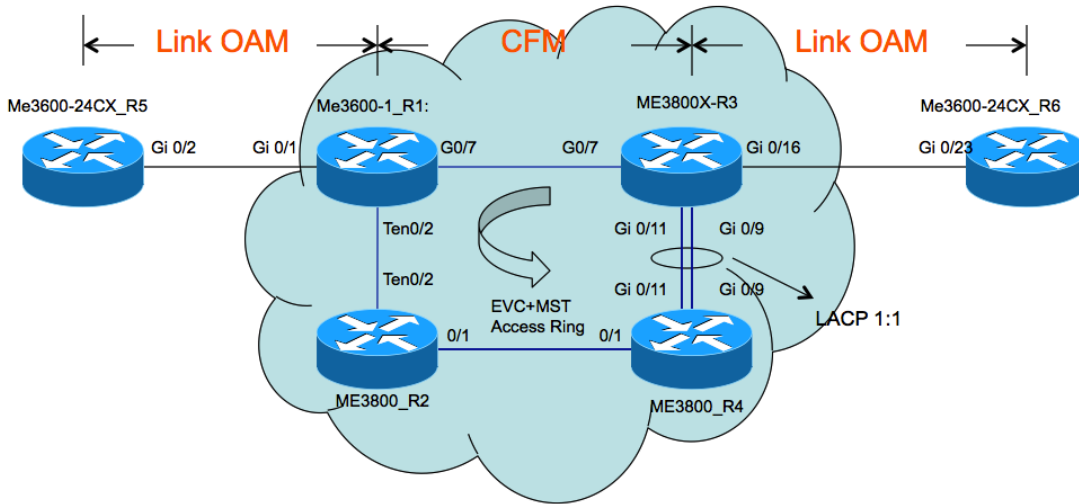 Link OAM
CFM
Link OAM
Me3600-24CX_R5
Me3600-1_R1:
ME3800X-R3
Me3600-24CX_R6
Gi 0/2
Gi 0/1
G0/7
G0/7
Gi 0/16
Gi 0/23
Ten0/2
Gi 0/11
Gi 0/9
Ten0/2
Gi 0/11
Gi 0/9
EVC+MST
Access Ring
LACP 1:1
0/1
0/1
ME3800_R2
ME3800_R4